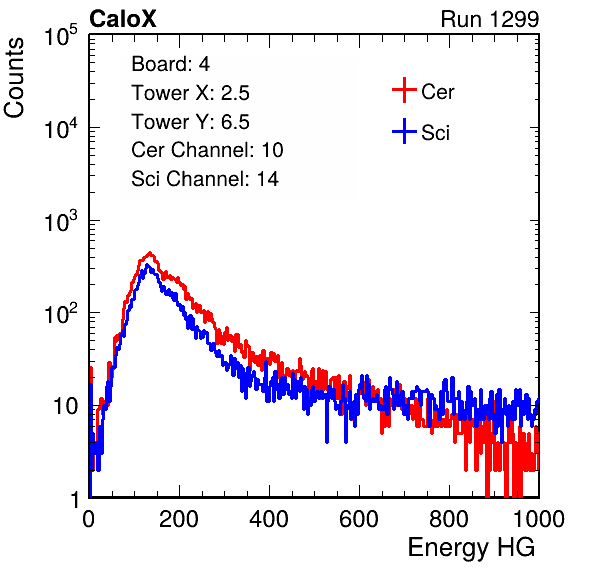 CaloX Run 1299
Counts
10^5
10^4
10^3
10^2
10
1
Board: 4
Tower X: 2.5
Tower Y: 6.5
Cer Channel: 10
Sci Channel: 14
Cer
Sci
0 200 400 600 800 1000
Energy HG